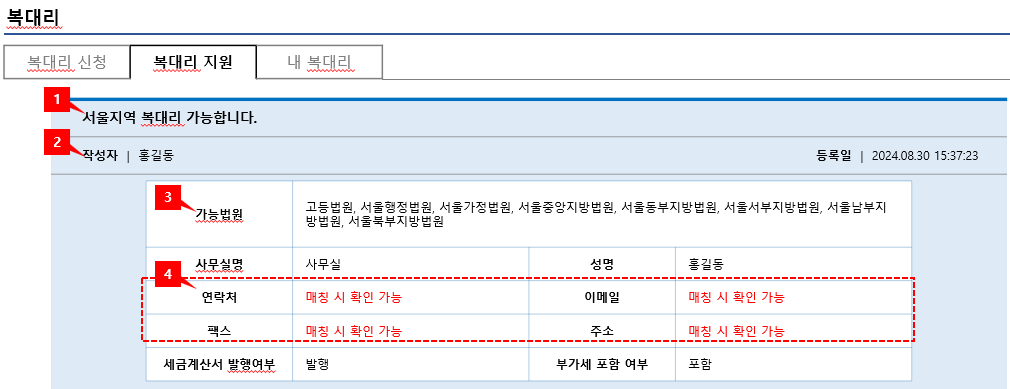 복대리
복대리 신청 복대리 지원 내 복대리
1
서울지역 복대리 가능합니다.
2
작성자 | 홍길동 등록일 | 2024.08.30 15:37:23
3
가능법원 고등법원, 서울행정법원, 서울가정법원, 서울중앙지방법원, 서울동부지방법원, 서울서부지방법원, 서울남부지
방법원, 서울북부지방법원
사무실명 사무실 성명 홍길동
4
연락처 매칭 시 확인 가능 이메일 매칭 시 확인 가능
팩스 매칭 시 확인 가능 주소 매칭 시 확인 가능
세금계산서 발행여부 발행 부가세 포함 여부 포함